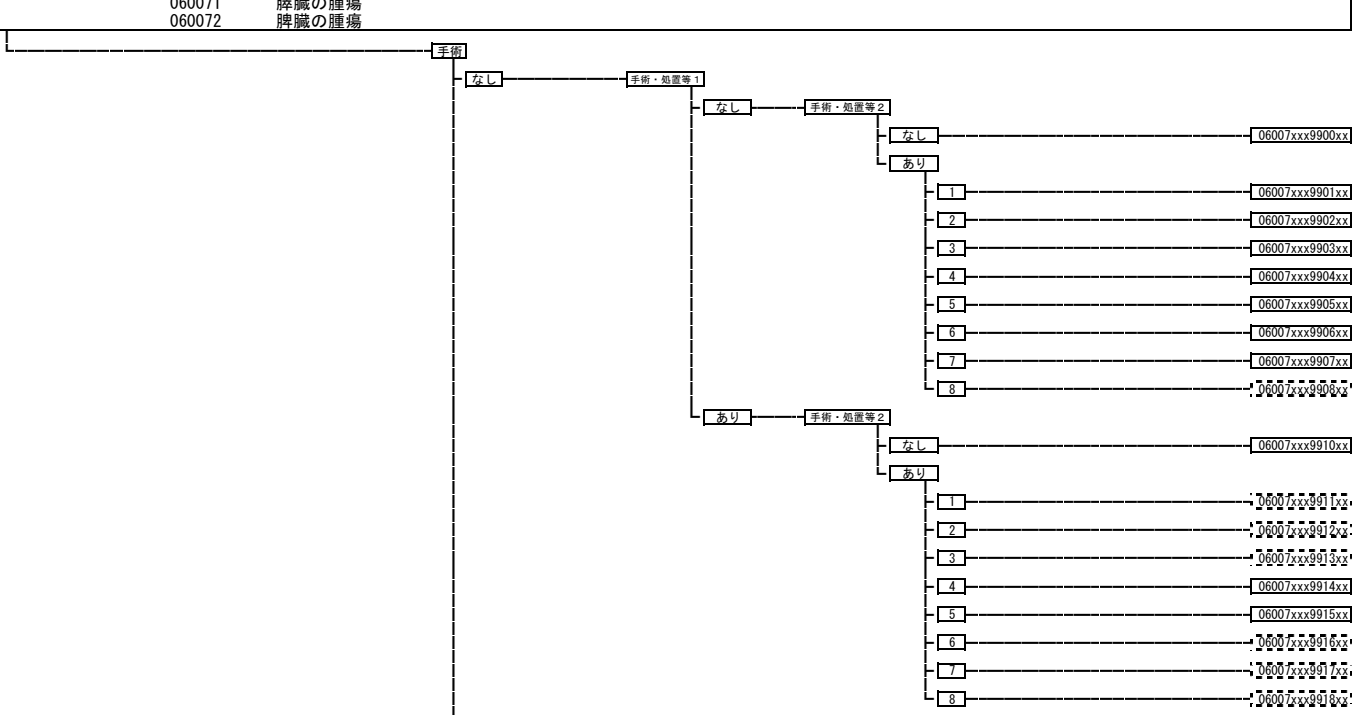 060071 膵臓の腫瘍
060072 脾臓の腫瘍
手術
なし 手術・処置等1
なし 手術・処置等2
なし 06007xxx9900xx
あり
1 06007xxx9901xx
2 06007xxx9902xx
3 06007xxx9903xx
4 06007xxx9904xx
5 06007xxx9905xx
6 06007xxx9906xx
7 06007xxx9907xx
8 06007xxx9908xx
あり 手術・処置等2
なし 06007xxx9910xx
あり
1 06007xxx9911xx
2 06007xxx9912xx
3 06007xxx9913xx
4 06007xxx9914xx
5 06007xxx9915xx
6 06007xxx9916xx
7 06007xxx9917xx
8 06007xxx9918xx